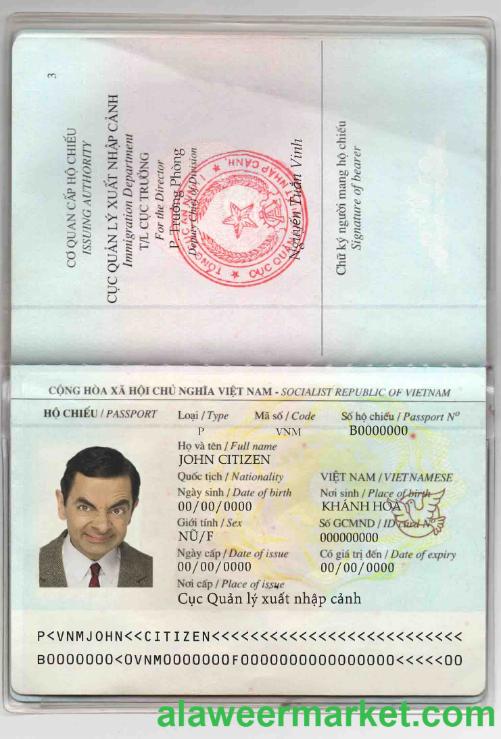 3
CƠ QUAN CẤP HỘ CHIẾU
ISSUING AUTHORITY
CỤC QUẢN LÝ XUẤT NHẬP CẢNH
Immigration Department
T/L CỤC TRƯỞNG
For the Director
P. Trưởng Phòng
Deputy Chief of Division
Nguyễn Tuấn Vinh
Chữ ký người mang hộ chiếu
Signature of bearer
CỘNG HÒA XÃ HỘI CHỦ NGHĨA VIỆT NAM - SOCIALIST REPUBLIC OF VIETNAM
HỘ CHIẾU / PASSPORT Loại / Type Mã số / Code Số hộ chiếu / Passport Nº
P VNM B0000000
Họ và tên / Full name
JOHN CITIZEN
Quốc tịch / Nationality VIỆT NAM / VIETNAMESE
Ngày sinh / Date of birth Nơi sinh / Place of birth
00/00/0000 KHÁNH HOÀ
Giới tính / Sex Số GCMND / ID card Nº
NŨ/F 000000000
Ngày cấp / Date of issue Có giá trị đến / Date of expiry
00/00/0000 00/00/0000
Nơi cấp / Place of issue
Cục Quản lý xuất nhập cảnh
P<VNMJOHN<<CITIZEN<<<<<<<<<<<<<<<<<<<<<<<<<<
B0000000<0VNM0000000F0000000000000000<<<<<00
alaweermarket.com